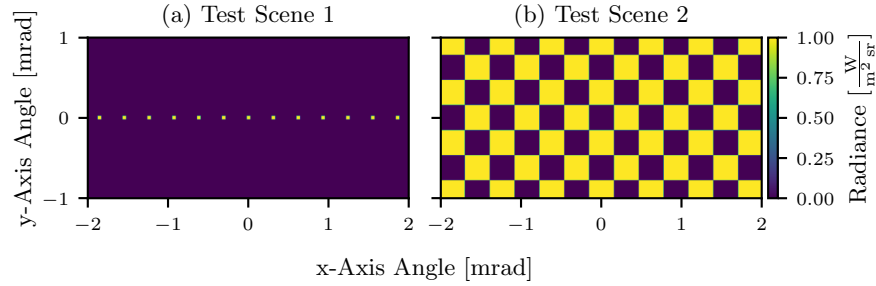 (a) Test Scene 1
(b) Test Scene 2
y-Axis Angle [mrad]
1
0
−1
−2 −1 0 1 2
−2 −1 0 1 2
x-Axis Angle [mrad]
1.00
0.75
0.50
0.25
0.00
Radiance [W/m² sr]